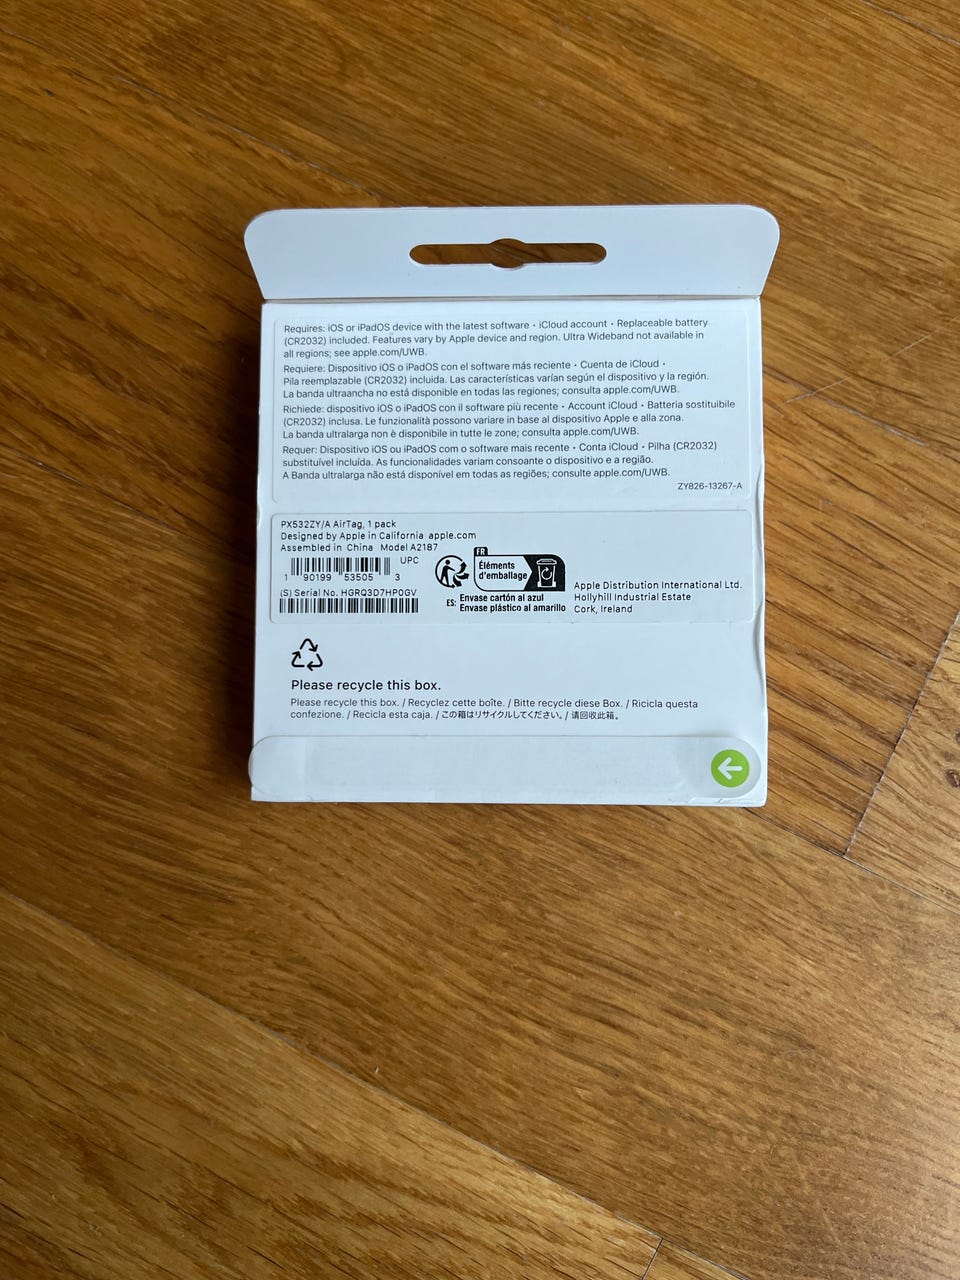 Requires: iOS or iPadOS device with the latest software • iCloud account • Replaceable battery
(CR2032) included. Features vary by Apple device and region. Ultra Wideband not available in
all regions; see apple.com/UWB.
Requiere: Dispositivo iOS o iPadOS con el software más reciente • Cuenta de iCloud •
Pila reemplazable (CR2032) incluida. Las características varían según el dispositivo y la región.
La banda ultraancha no está disponible en todas las regiones; consulta apple.com/UWB.
Richiede: dispositivo iOS o iPadOS con il software più recente • Account iCloud • Batteria sostituibile
(CR2032) inclusa. Le funzionalità possono variare in base al dispositivo Apple e alla zona.
La banda ultralarga non è disponibile in tutte le zone; consulta apple.com/UWB.
Requer: Dispositivo iOS ou iPadOS com o software mais recente • Conta iCloud • Pilha (CR2032)
substituível incluída. As funcionalidades variam consoante o dispositivo e a região.
A Banda ultralarga não está disponível em todas as regiões; consulte apple.com/UWB.
ZY826-13267-A
PX532ZY/A AirTag, 1 pack
Designed by Apple in California apple.com
Assembled in China Model A2187
UPC
1 90199 53505 3
(S) Serial No. HGRQ3D7HP0GV
FR
Éléments
d'emballage
ES: Envase cartón al azul
Envase plástico al amarillo
Apple Distribution International Ltd.
Hollyhill Industrial Estate
Cork, Ireland
Please recycle this box.
Please recycle this box. / Recyclez cette boîte. / Bitte recycle diese Box. / Ricicla questa
confezione. / Recicla esta caja. / この箱はリサイクルしてください。/ 请回收此箱。